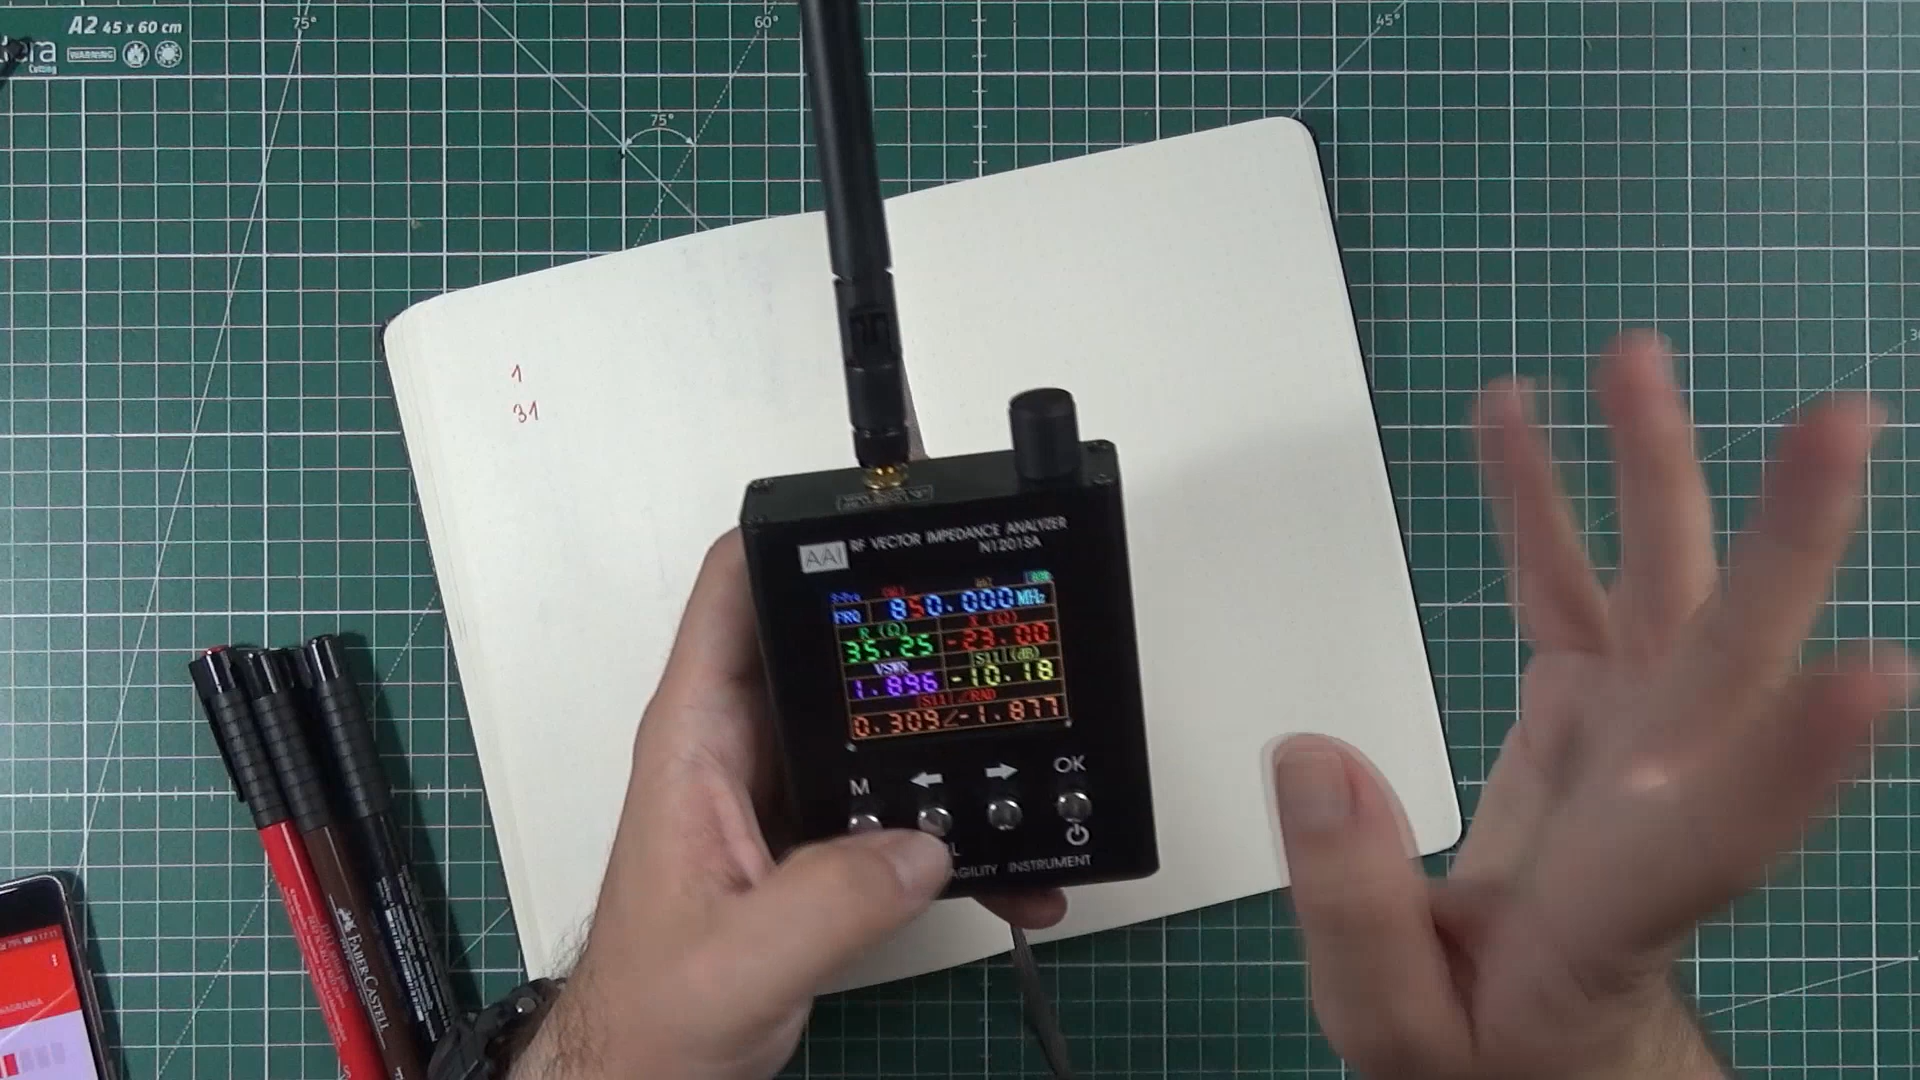 A2 45 x 60 cm
WARNING
Cutting
75°
60°
45°
75°
1
31
AAI
RF VECTOR IMPEDANCE ANALYZER
N1201SA
FRQ 850.000MHz
R (Ω) X (Ω)
35.25 -23.00
VSWR |S11|(dB)
1.896 -10.18
|S11|∠RAD
0.309∠-1.877
M
OK
AGILITY INSTRUMENT
FABER-CASTELL